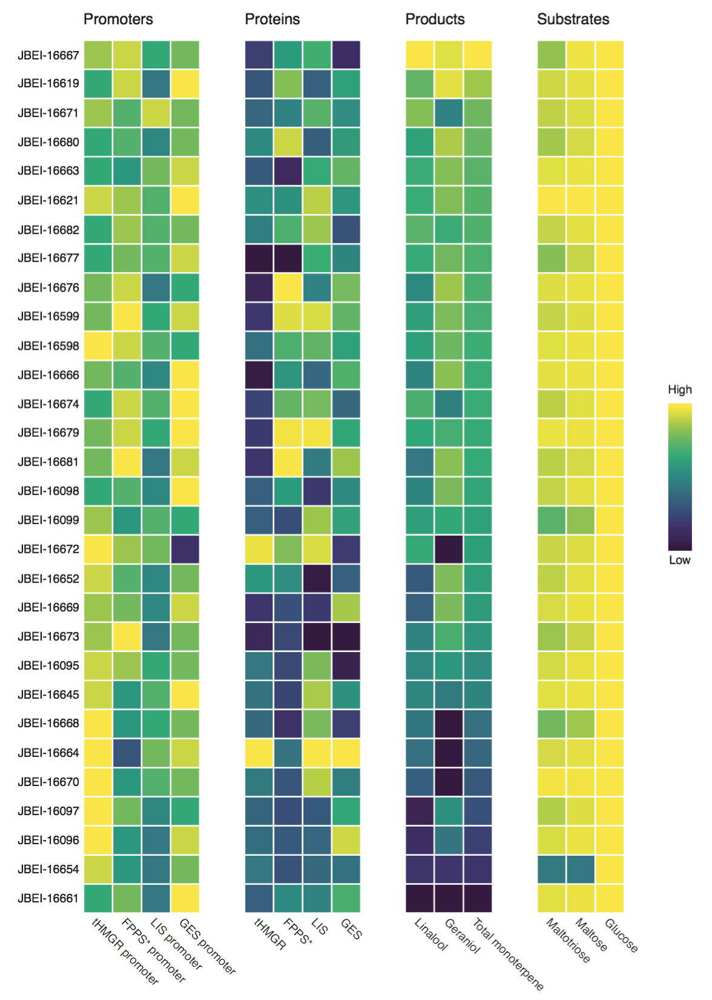 Promoters Proteins Products Substrates
JBEI-16667
JBEI-16619
JBEI-16671
JBEI-16680
JBEI-16663
JBEI-16621
JBEI-16682
JBEI-16677
JBEI-16676
JBEI-16599
JBEI-16598
JBEI-16666
High
JBEI-16674
JBEI-16679
JBEI-16681
JBEI-16098
JBEI-16099
JBEI-16672
Low
JBEI-16652
JBEI-16669
JBEI-16673
JBEI-16095
JBEI-16645
JBEI-16668
JBEI-16664
JBEI-16670
JBEI-16097
JBEI-16096
JBEI-16654
JBEI-16661
tHMGR promoter
FPPS* promoter
LIS promoter
GES promoter
tHMGR
FPPS*
LIS
GES
Linalool
Geraniol
Total monoterpene
Maltotriose
Maltose
Glucose